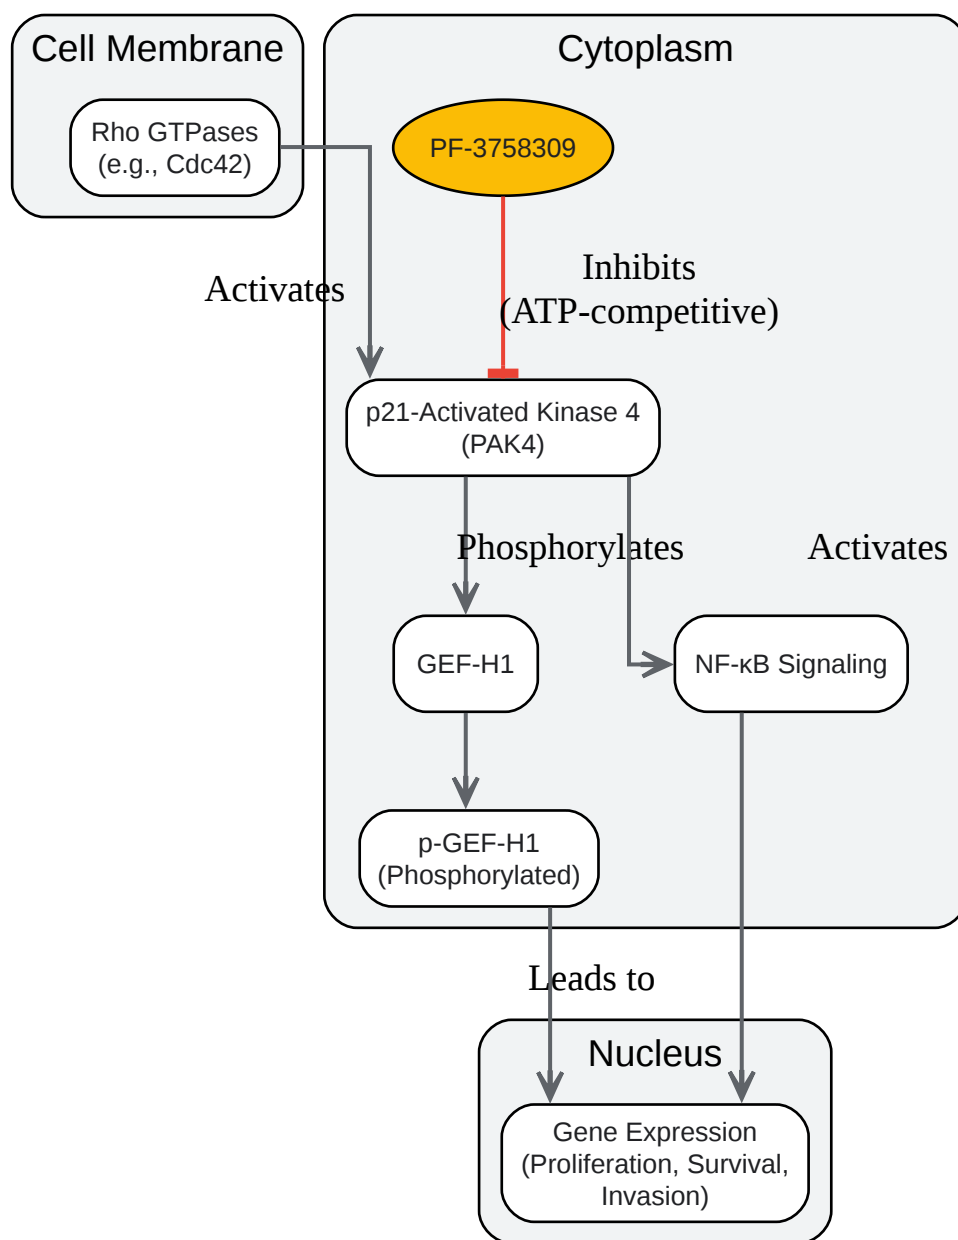 Cell Membrane
Cytoplasm
Rho GTPases
(e.g., Cdc42)
PF-3758309
Activates
Inhibits
(ATP-competitive)
p21-Activated Kinase 4
(PAK4)
Phosphorylates
Activates
GEF-H1
NF-κB Signaling
p-GEF-H1
(Phosphorylated)
Leads to
Nucleus
Gene Expression
(Proliferation, Survival,
Invasion)